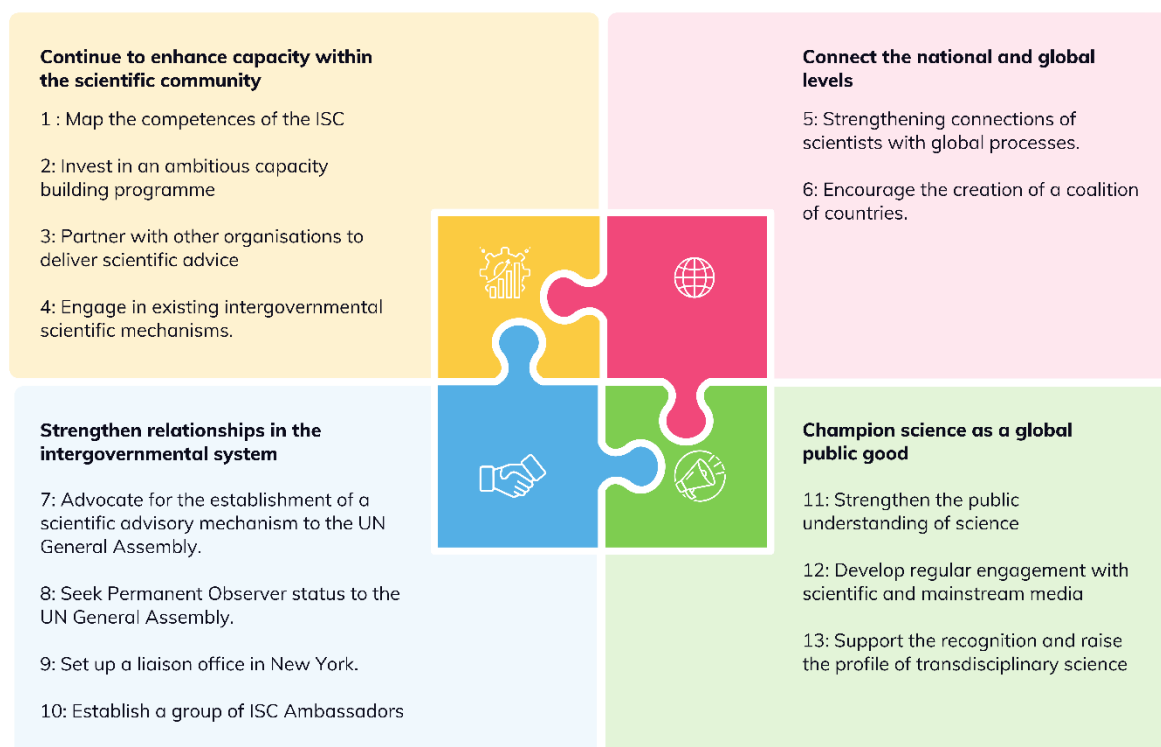 Continue to enhance capacity within
the scientific community
1 : Map the competences of the ISC
2: Invest in an ambitious capacity
building programme
3: Partner with other organisations to
deliver scientific advice
4: Engage in existing intergovernmental
scientific mechanisms.
Connect the national and global
levels
5: Strengthening connections of
scientists with global processes.
6: Encourage the creation of a coalition
of countries.
Strengthen relationships in the
intergovernmental system
7: Advocate for the establishment of a
scientific advisory mechanism to the UN
General Assembly.
8: Seek Permanent Observer status to the
UN General Assembly.
9: Set up a liaison office in New York.
10: Establish a group of ISC Ambassadors
Champion science as a global
public good
11: Strengthen the public
understanding of science
12: Develop regular engagement with
scientific and mainstream media
13: Support the recognition and raise
the profile of transdisciplinary science